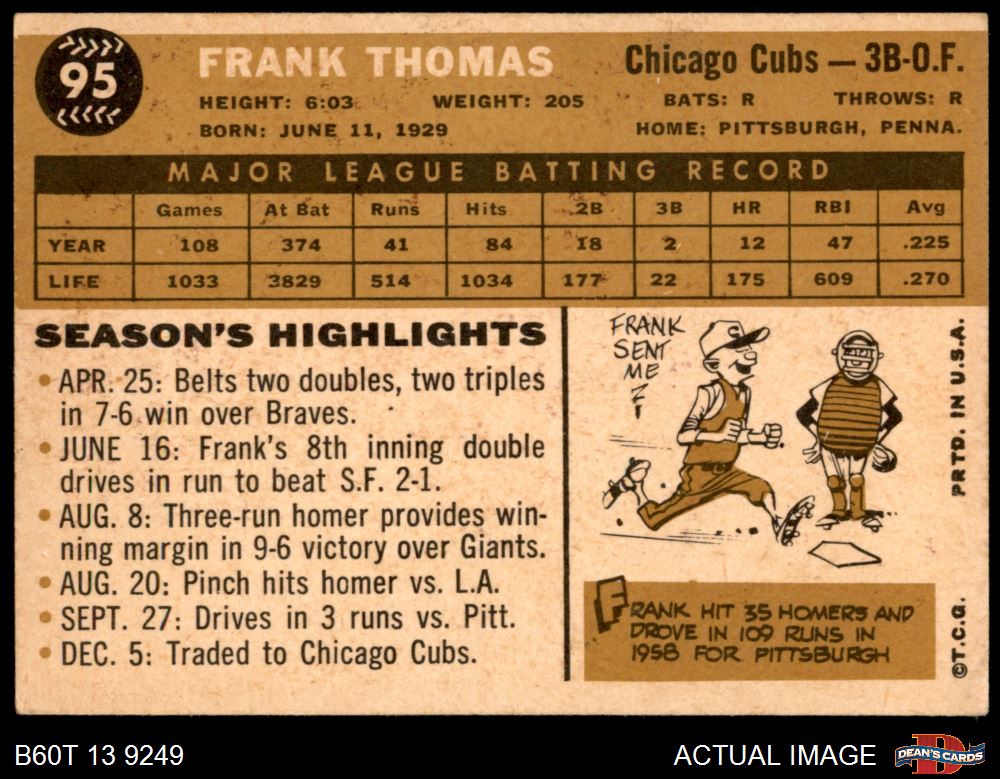 95
FRANK THOMAS
Chicago Cubs — 3B-O.F.
HEIGHT: 6:03 WEIGHT: 205 BATS: R THROWS: R
BORN: JUNE 11, 1929 HOME: PITTSBURGH, PENNA.
MAJOR LEAGUE BATTING RECORD
Games At Bat Runs Hits 2B 3B HR RBI Avg
YEAR 108 374 41 84 18 2 12 47 .225
LIFE 1033 3829 514 1034 177 22 175 609 .270
SEASON'S HIGHLIGHTS
• APR. 25: Belts two doubles, two triples
in 7-6 win over Braves.
• JUNE 16: Frank's 8th inning double
drives in run to beat S.F. 2-1.
• AUG. 8: Three-run homer provides win-
ning margin in 9-6 victory over Giants.
• AUG. 20: Pinch hits homer vs. L.A.
• SEPT. 27: Drives in 3 runs vs. Pitt.
• DEC. 5: Traded to Chicago Cubs.
FRANK
SENT
ME
?!
C
FRANK HIT 35 HOMERS AND
DROVE IN 109 RUNS IN
1958 FOR PITTSBURGH
PRTD. IN U.S.A.
©T.C.G.
B60T 13 9249
ACTUAL IMAGE
D
DEAN'S CARDS